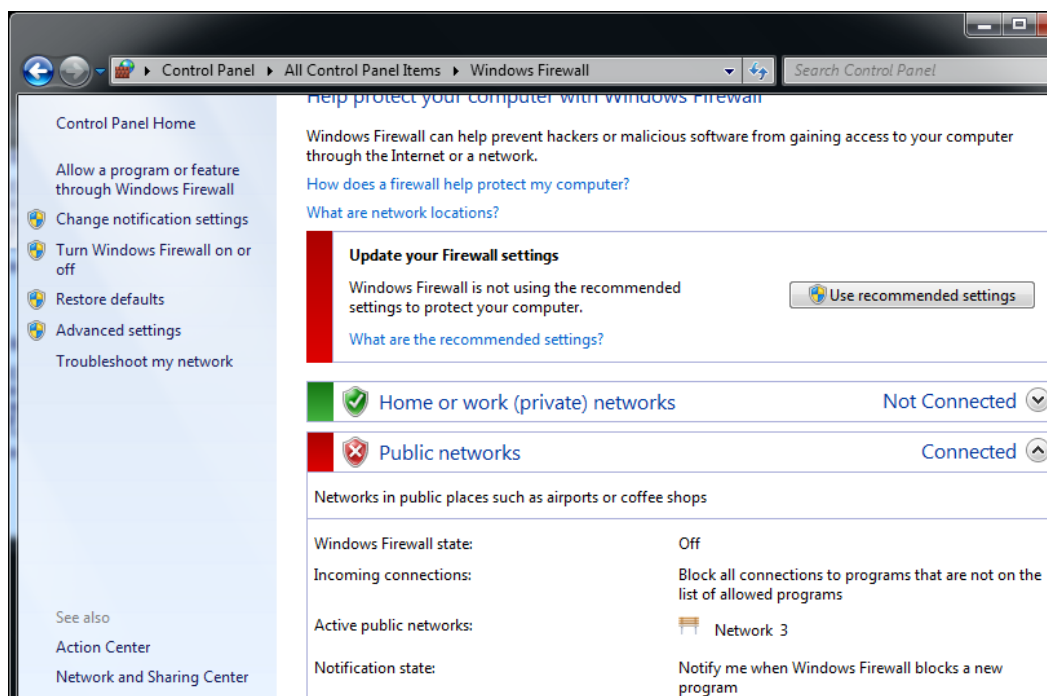 Control Panel
All Control Panel Items
Windows Firewall
Search Control Panel
Control Panel Home
Allow a program or feature
through Windows Firewall
Change notification settings
Turn Windows Firewall on or
off
Restore defaults
Advanced settings
Troubleshoot my network
See also
Action Center
Network and Sharing Center
Help protect your computer with Windows Firewall
Windows Firewall can help prevent hackers or malicious software from gaining access to your computer
through the Internet or a network.
How does a firewall help protect my computer?
What are network locations?
Update your Firewall settings
Windows Firewall is not using the recommended
settings to protect your computer.
Use recommended settings
What are the recommended settings?
Home or work (private) networks
Not Connected
Public networks
Connected
Networks in public places such as airports or coffee shops
Windows Firewall state:
Off
Incoming connections:
Block all connections to programs that are not on the
list of allowed programs
Active public networks:
Network 3
Notification state:
Notify me when Windows Firewall blocks a new
program